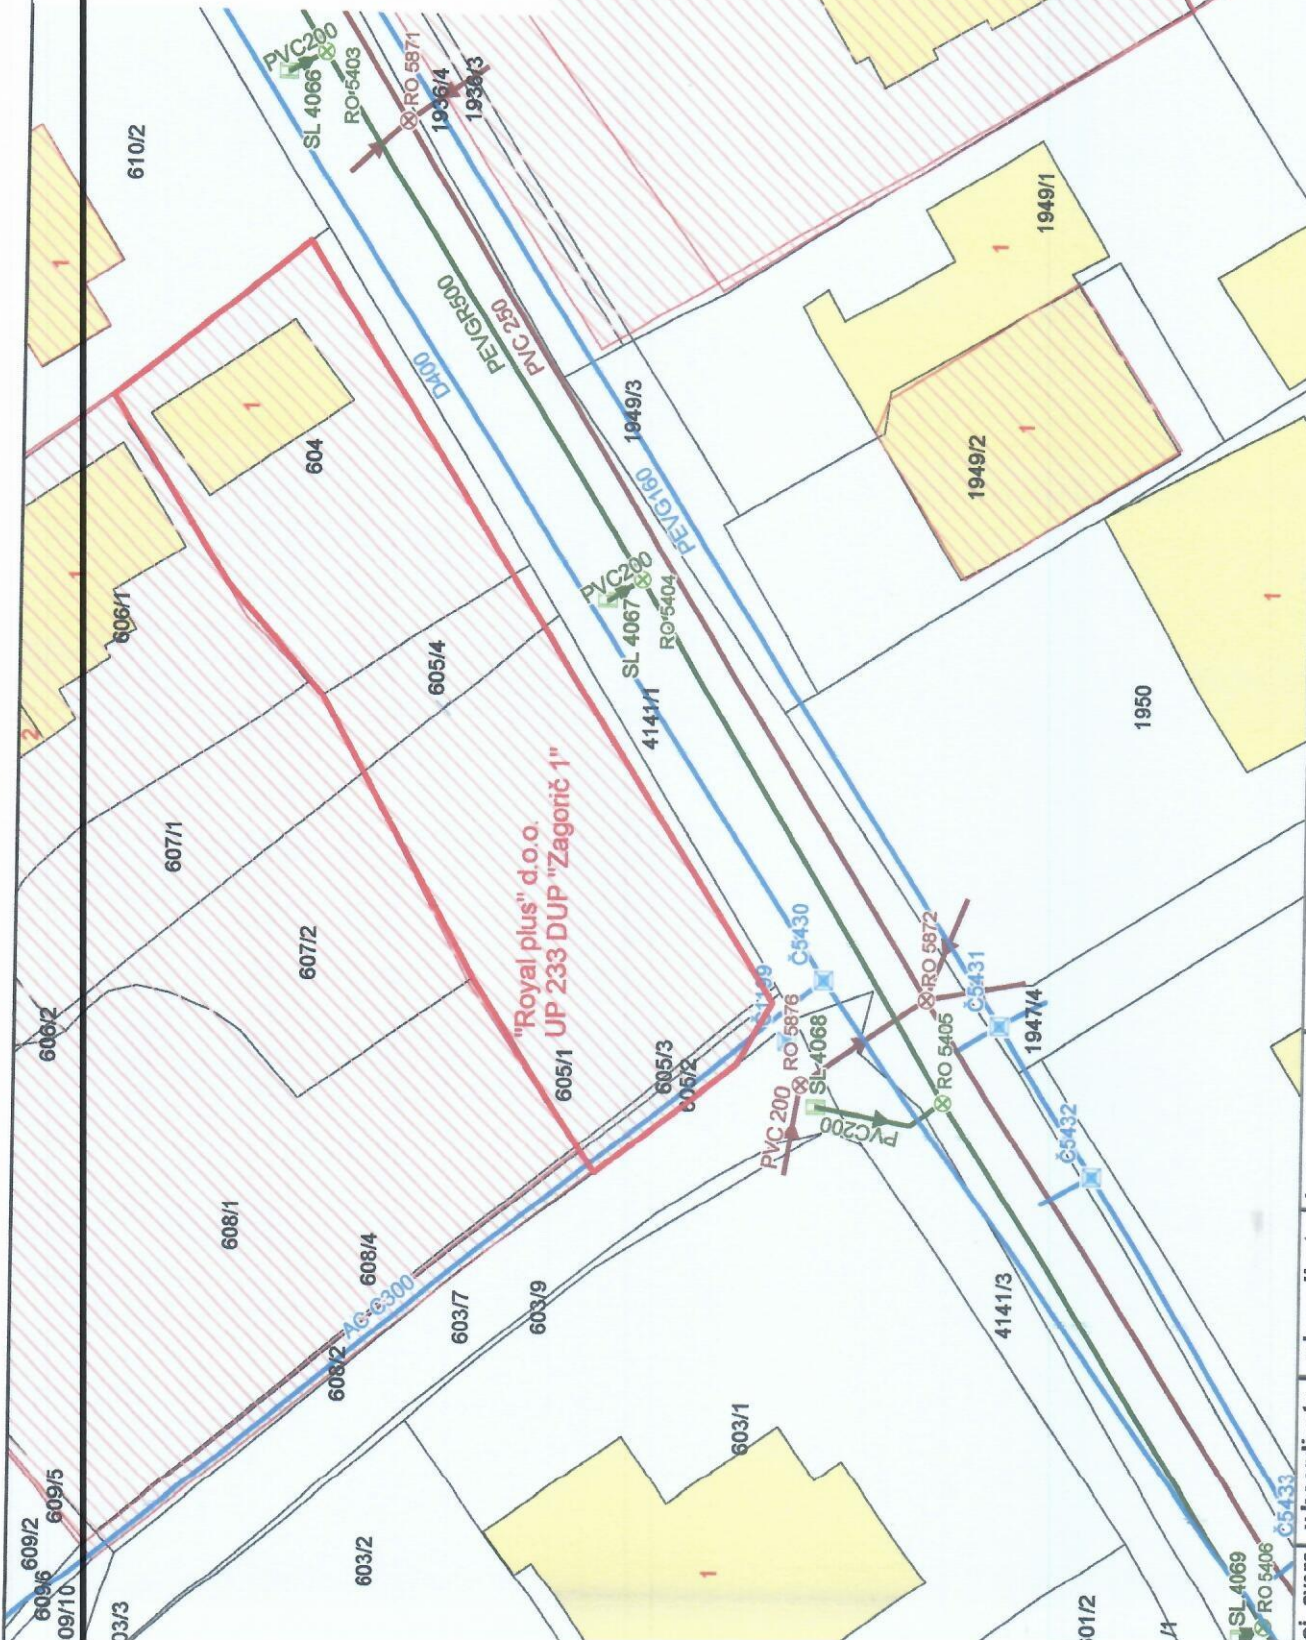 610/2
PVC200
SL 4066
RO 5403
RO 5871
1936/4
1936/3
1
1
604
D400
PEVGR500
PVC 250
1949/3
PEVG160
1949/1
1
1949/2
1
606/1
1
2
605/4
PVC200
SL 4067
RO 5404
4141/1
1950
1
607/1
607/2
606/2
"Royal plus" d.o.o.
UP 233 DUP "Zagorič 1"
605/1
605/3
605/2
Č5430
RO 5876
SL 4068
PVC 200
PVC200
RO 5872
Č5431
RO 5405
1947/4
Č5432
608/1
608/4
AC C300
608/2
603/7
603/9
4141/3
603/1
1
603/2
609/5
609/2
609/6
09/10
03/3
Č5433
SL 4069
RO 5406
01/2
/1